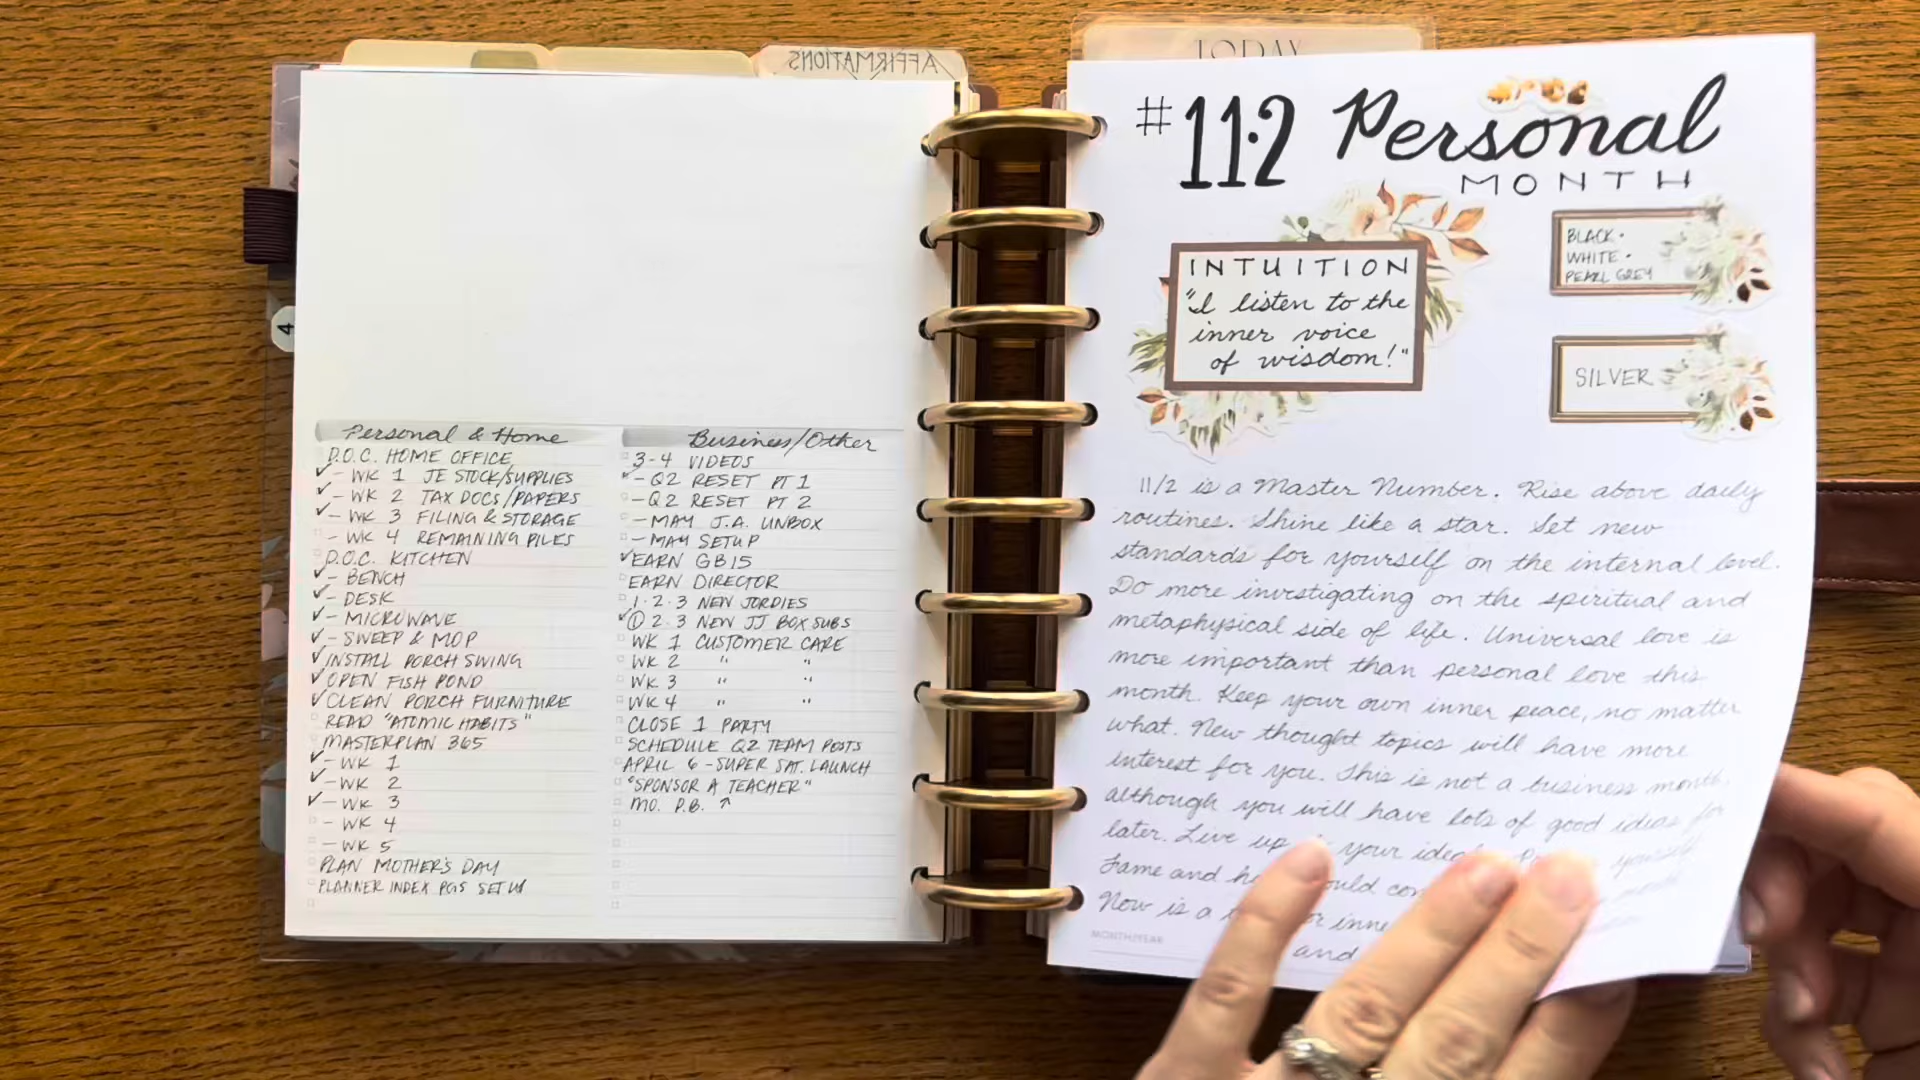 AFFIRMATIONS
TODAY
4
Personal & Home
D.O.C. HOME OFFICE
✓ - WK 1 JE STOCK/SUPPLIES
✓ - WK 2 TAX DOCS/PAPERS
✓ - WK 3 FILING & STORAGE
- WK 4 REMAINING PILES
D.O.C. KITCHEN
✓ - BENCH
✓ - DESK
✓ - MICROWAVE
✓ - SWEEP & MOP
✓ INSTALL PORCH SWING
✓ OPEN FISH POND
✓ CLEAN PORCH FURNITURE
READ "ATOMIC HABITS"
MASTERPLAN 365
✓ - WK 1
✓ - WK 2
✓ - WK 3
- WK 4
- WK 5
PLAN MOTHER'S DAY
PLANNER INDEX PGS SET UP
Business/Other
3-4 VIDEOS
✓ - Q2 RESET PT 1
- Q2 RESET PT 2
- MAY J.A. UNBOX
- MAY SETUP
✓ EARN GB15
EARN DIRECTOR
1·2·3 NEW JORDIES
✓ ① 2·3 NEW JJ BOX SUBS
WK 1 CUSTOMER CARE
WK 2 " "
WK 3 " "
WK 4 " "
CLOSE 1 PARTY
SCHEDULE Q2 TEAM POSTS
APRIL 6 - SUPER SAT. LAUNCH
"SPONSOR A TEACHER"
MO. P.B. ↗
#11·2 Personal
MONTH
INTUITION
"I listen to the
inner voice
of wisdom!"
BLACK ·
WHITE ·
PEARL GREY
SILVER
11/2 is a Master Number. Rise above daily
routines. Shine like a star. Set new
standards for yourself on the internal level.
Do more investigating on the spiritual and
metaphysical side of life. Universal love is
more important than personal love this
month. Keep your own inner peace, no matter
what. New thought topics will have more
interest for you. This is not a business month,
although you will have lots of good ideas for
later. Live up your yourself
Fame and
Now is a
MONTH/YEAR
and